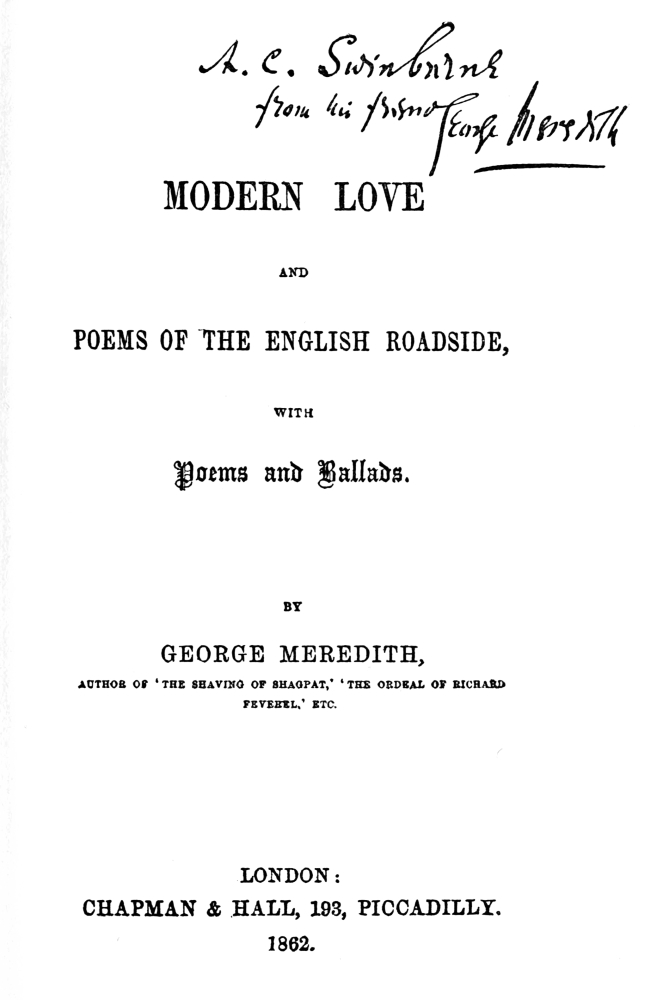 A. C. Swinburne
from his friend George Meredith
MODERN LOVE
AND
POEMS OF THE ENGLISH ROADSIDE,
WITH
Poems and Ballads.
BY
GEORGE MEREDITH,
AUTHOR OF ‘THE SHAVING OF SHAGPAT,’ ‘THE ORDEAL OF RICHARD
FEVEREL,’ ETC.
LONDON:
CHAPMAN & HALL, 193, PICCADILLY.
1862.